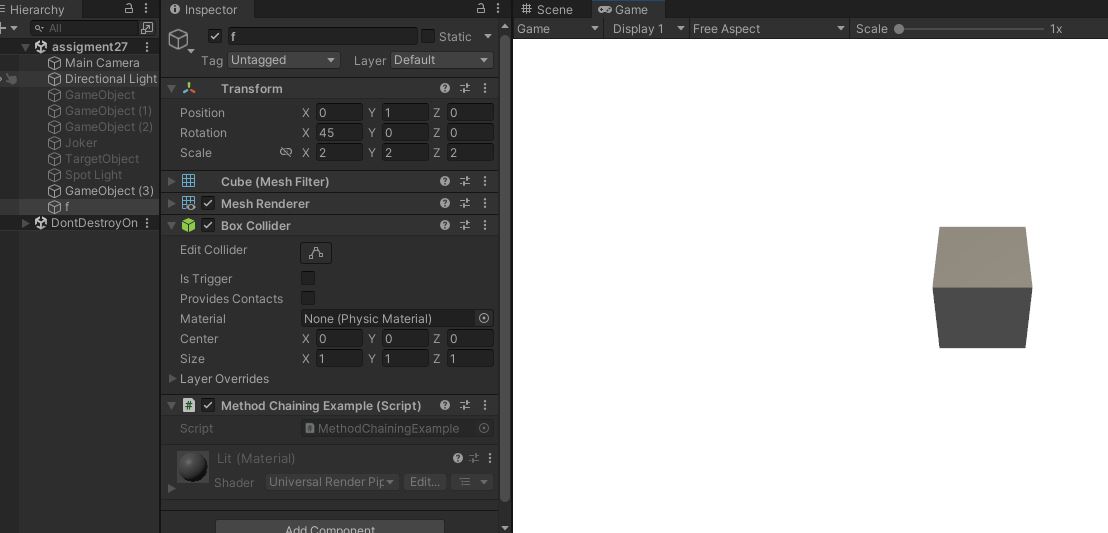 Hierarchy
All
assigment27
Main Camera
Directional Light
GameObject
GameObject (1)
GameObject (2)
Joker
TargetObject
Spot Light
GameObject (3)
f
DontDestroyOn
Inspector
f
Static
Tag Untagged Layer Default
Transform
Position X 0 Y 1 Z 0
Rotation X 45 Y 0 Z 0
Scale X 2 Y 2 Z 2
Cube (Mesh Filter)
Mesh Renderer
Box Collider
Edit Collider
Is Trigger
Provides Contacts
Material None (Physic Material)
Center X 0 Y 0 Z 0
Size X 1 Y 1 Z 1
Layer Overrides
# Method Chaining Example (Script)
Script MethodChainingExample
Lit (Material)
Shader Universal Render Pip Edit...
Add Component
Scene Game
Game Display 1 Free Aspect Scale 1x